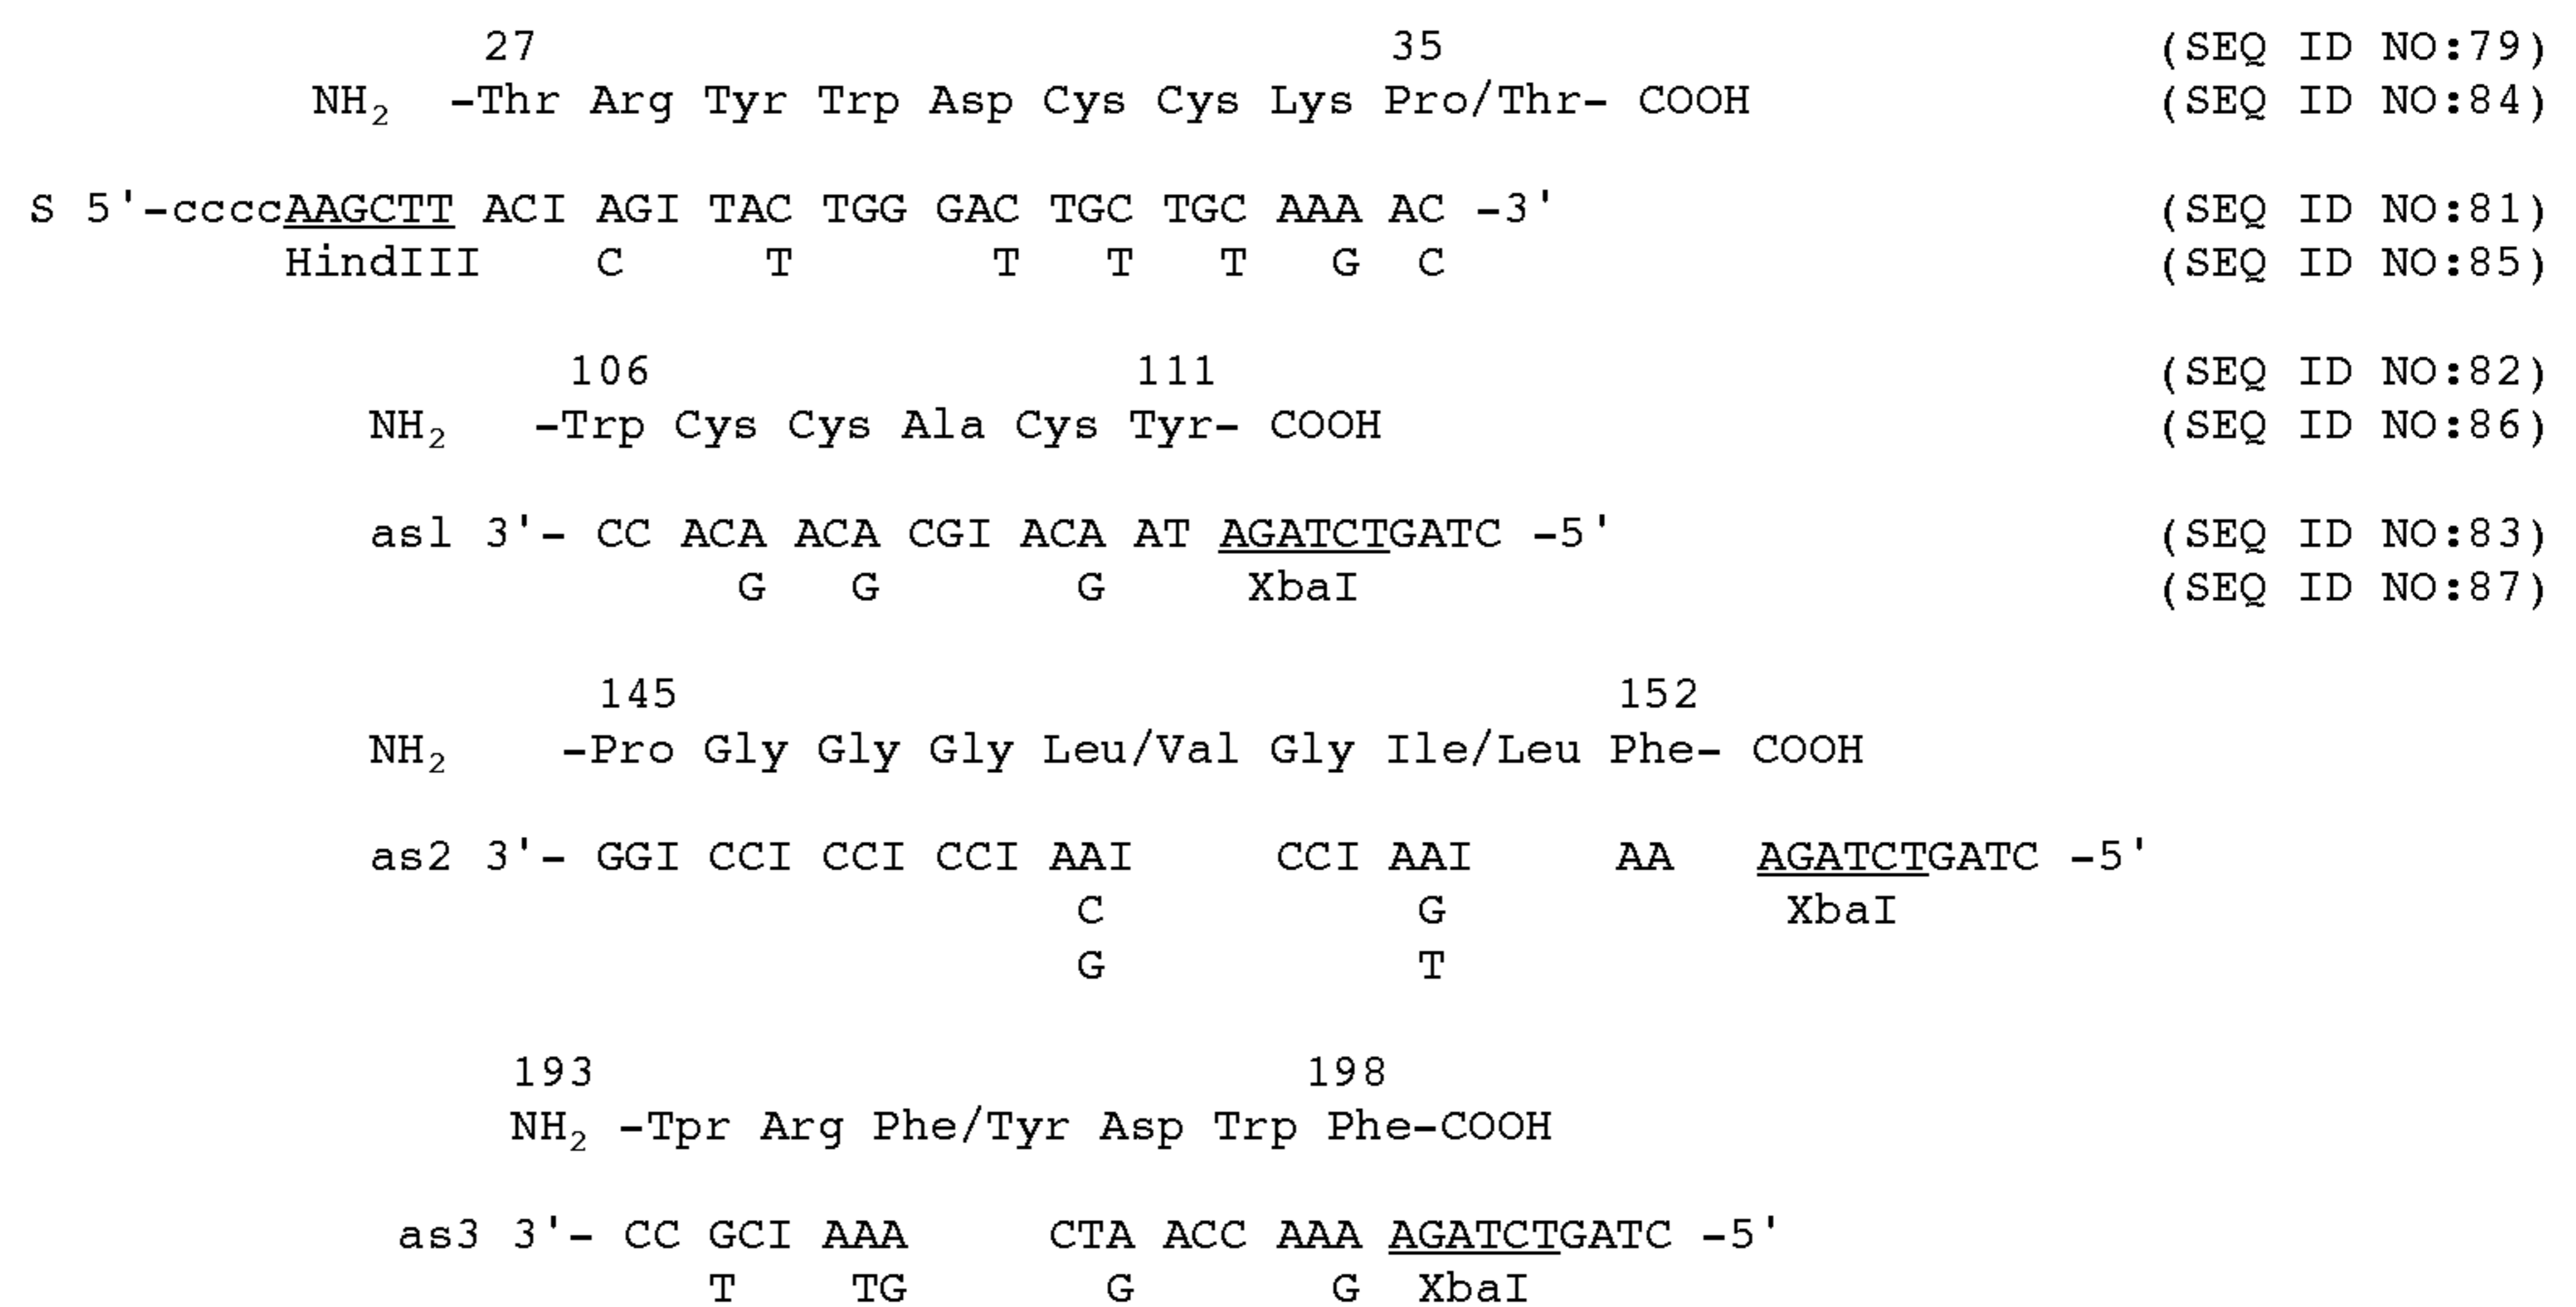 27 35 (SEQ ID NO:79)
NH2 -Thr Arg Tyr Trp Asp Cys Cys Lys Pro/Thr- COOH (SEQ ID NO:84)
S 5'-ccccAAGCTT ACI AGI TAC TGG GAC TGC TGC AAA AC -3' (SEQ ID NO:81)
HindIII C T T T T G C (SEQ ID NO:85)
106 111 (SEQ ID NO:82)
NH2 -Trp Cys Cys Ala Cys Tyr- COOH (SEQ ID NO:86)
as1 3'- CC ACA ACA CGI ACA AT AGATCTGATC -5' (SEQ ID NO:83)
G G G XbaI (SEQ ID NO:87)
145 152
NH2 -Pro Gly Gly Gly Leu/Val Gly Ile/Leu Phe- COOH
as2 3'- GGI CCI CCI CCI AAI CCI AAI AA AGATCTGATC -5'
C G XbaI
G T
193 198
NH2 -Tpr Arg Phe/Tyr Asp Trp Phe-COOH
as3 3'- CC GCI AAA CTA ACC AAA AGATCTGATC -5'
T TG G G XbaI